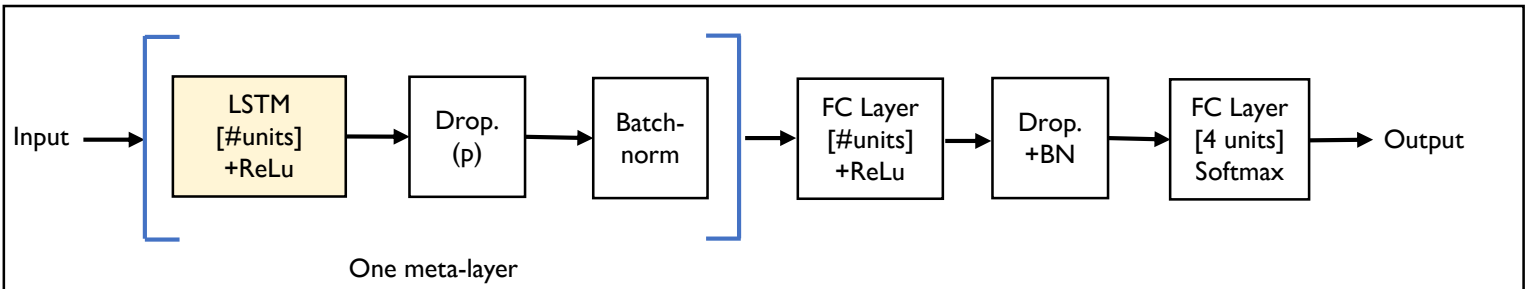 Input
LSTM
[#units]
+ReLu
Drop.
(p)
Batch-
norm
FC Layer
[#units]
+ReLu
Drop.
+BN
FC Layer
[4 units]
Softmax
Output
One meta-layer